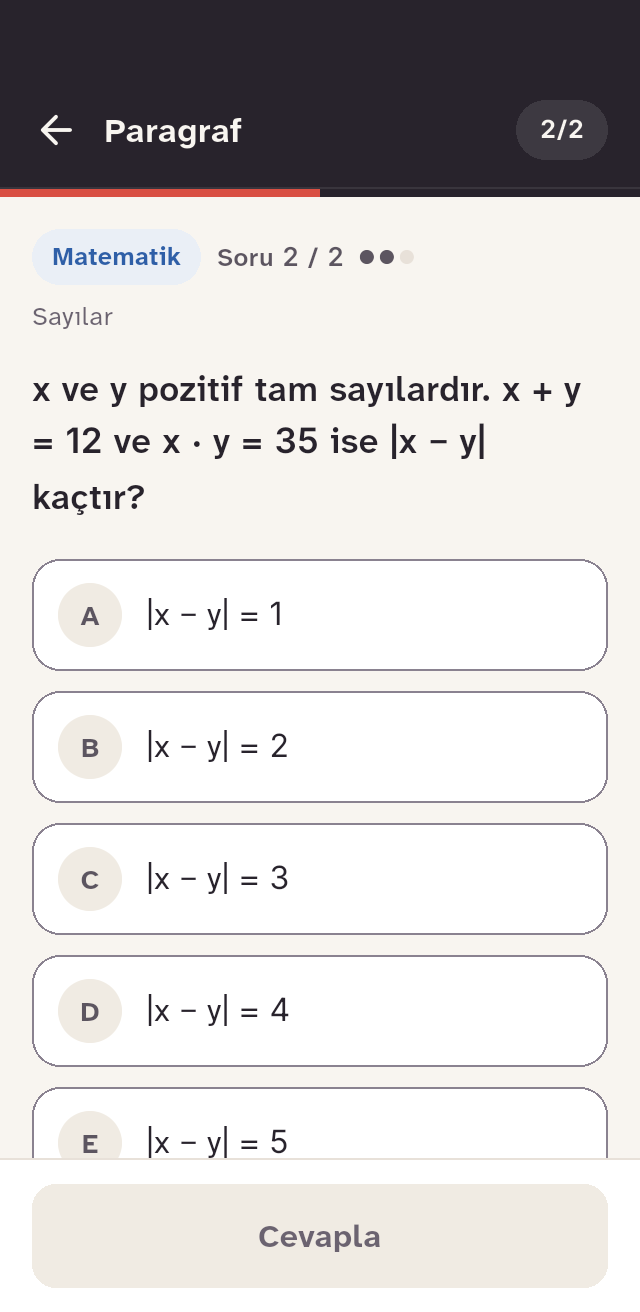 Paragraf
2/2
Matematik
Soru 2 / 2
Sayılar
x ve y pozitif tam sayılardır. x + y
= 12 ve x · y = 35 ise |x − y|
kaçtır?
A |x − y| = 1
B |x − y| = 2
C |x − y| = 3
D |x − y| = 4
E |x − y| = 5
Cevapla